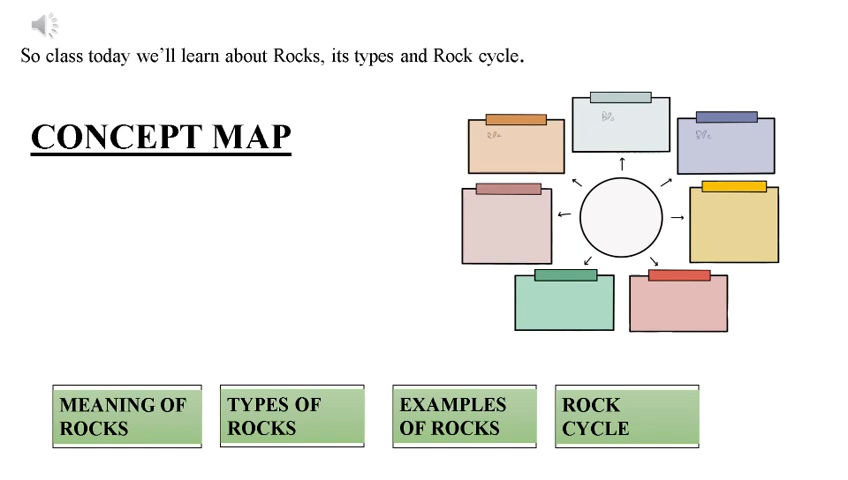 So class today we'll learn about Rocks, its types and Rock cycle.
CONCEPT MAP
MEANING OF
ROCKS
TYPES OF
ROCKS
EXAMPLES
OF ROCKS
ROCK
CYCLE